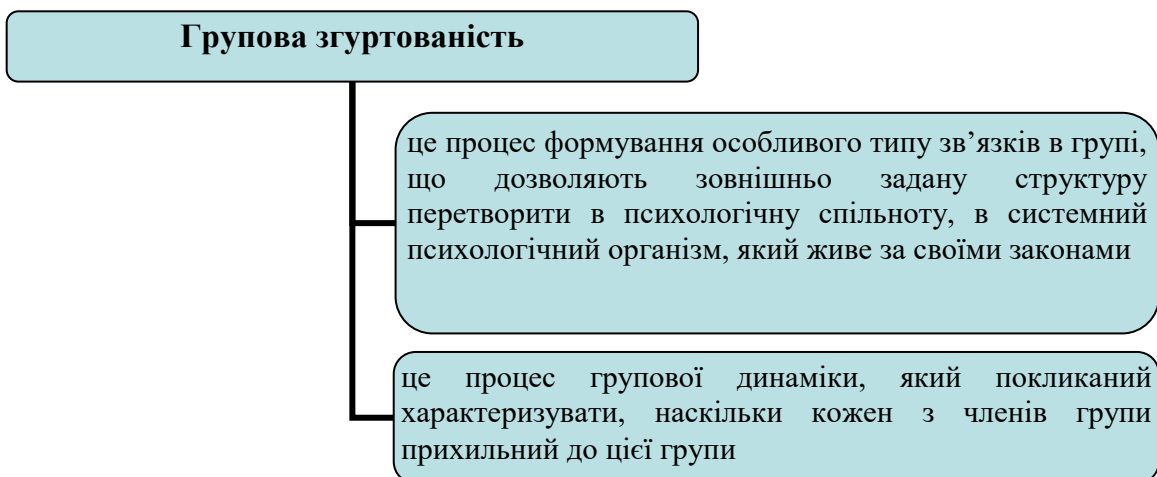 Групова згуртованість
це процес формування особливого типу зв’язків в групі,
що дозволяють зовнішньо задану структуру
перетворити в психологічну спільноту, в системний
психологічний організм, який живе за своїми законами
це процес групової динаміки, який покликаний
характеризувати, наскільки кожен з членів групи
прихильний до цієї групи